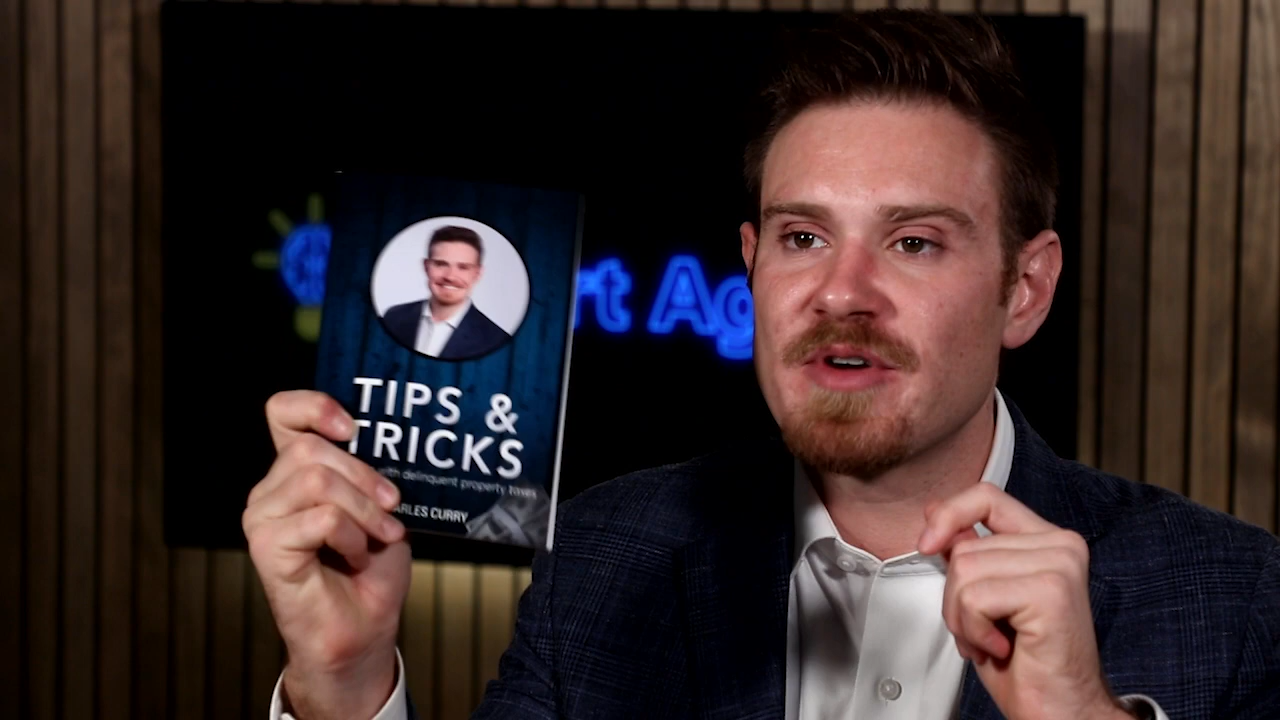 TIPS &
TRICKS
with delinquent property taxes
ARLES CURRY
rt Ag